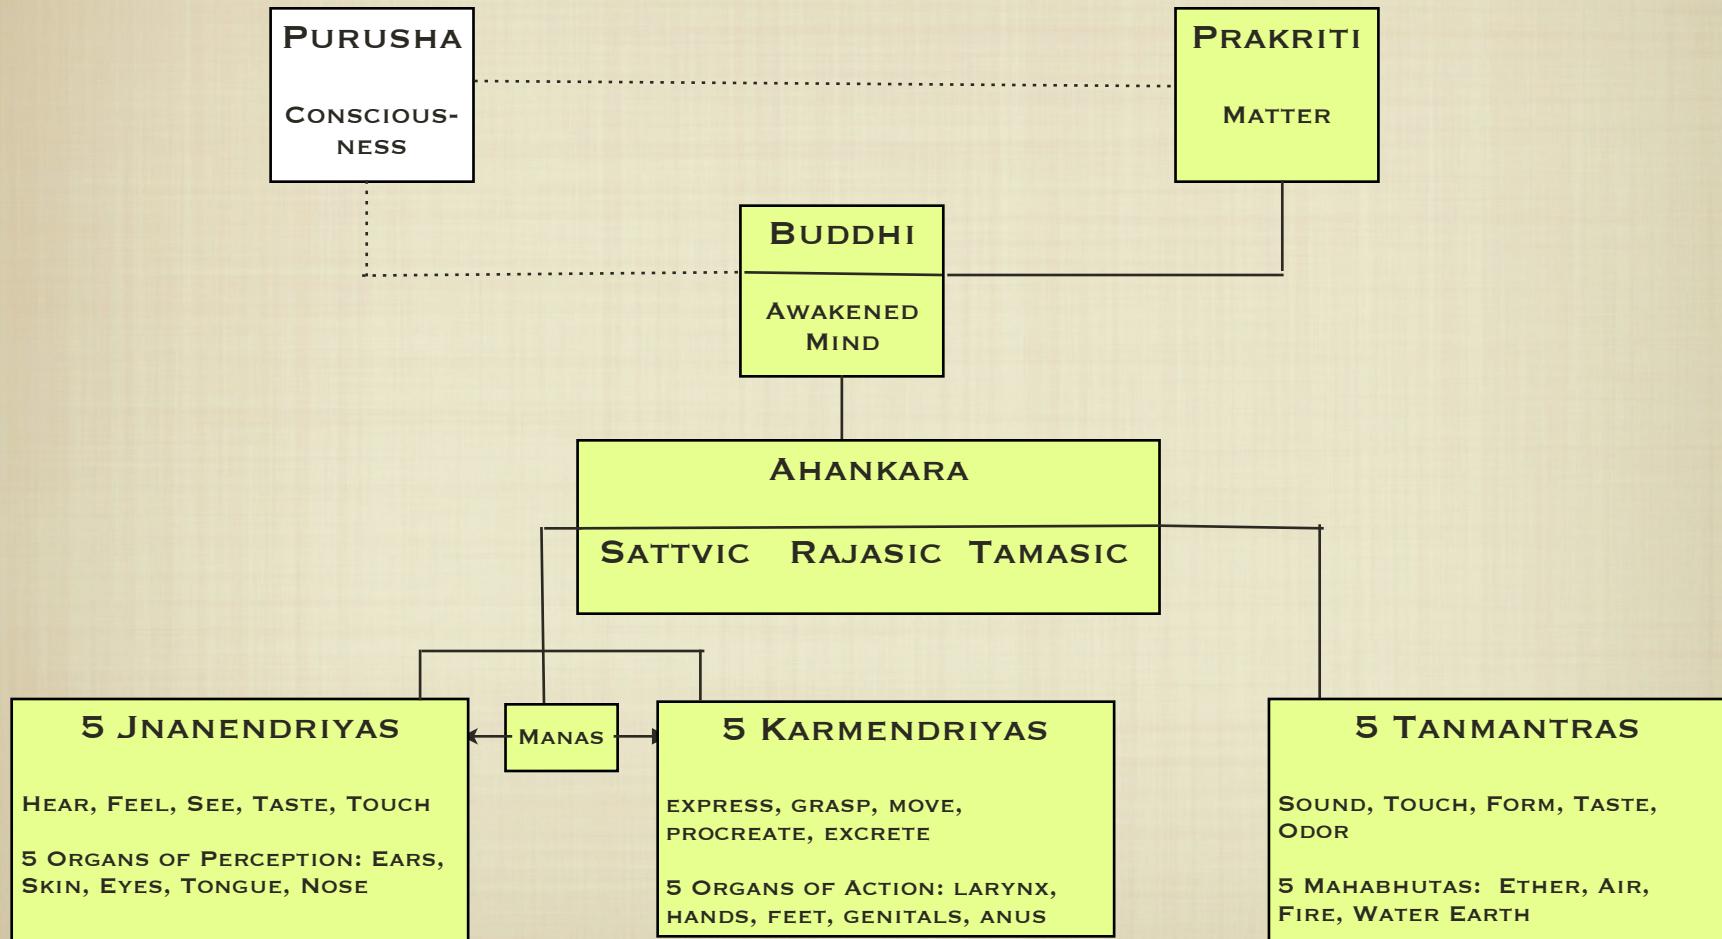 Purusha
Conscious-
ness
Prakriti
Matter
Buddhi
Awakened
Mind
Ahankara
Sattvic Rajasic Tamasic
5 Jnanendriyas
Hear, Feel, See, Taste, Touch
5 Organs of Perception: Ears,
Skin, Eyes, Tongue, Nose
Manas
5 Karmendriyas
express, grasp, move,
procreate, excrete
5 Organs of Action: larynx,
hands, feet, genitals, anus
5 Tanmantras
Sound, Touch, Form, Taste,
Odor
5 Mahabhutas: Ether, Air,
Fire, Water Earth